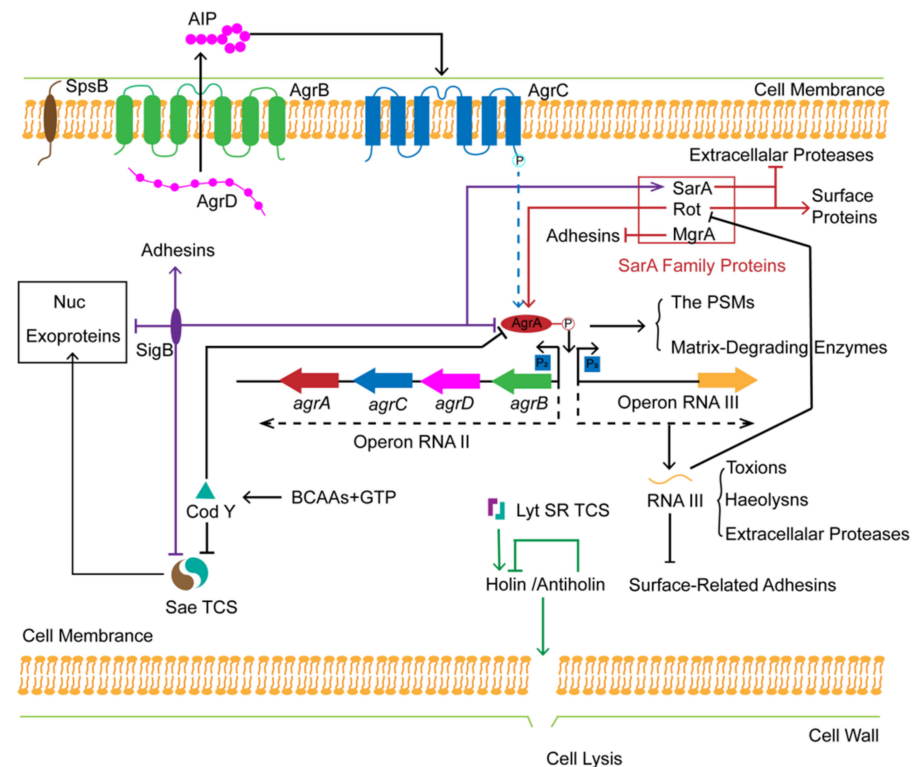 AIP
SpsB
AgrB
AgrC
Cell Membrance
P
AgrD
Extracellalar Proteases
SarA
Rot
MgrA
Surface
Proteins
Adhesins
SarA Family Proteins
Adhesins
Nuc
Exoproteins
SigB
AgrA
P
The PSMs
Matrix-Degrading Enzymes
agrA
agrC
agrD
agrB
Operon RNA III
Operon RNA II
BCAAs+GTP
Cod Y
Lyt SR TCS
RNA III
Toxions
Haeolysns
Extracellalar Proteases
Holin /Antiholin
Surface-Related Adhesins
Sae TCS
Cell Membrance
Cell Wall
Cell Lysis